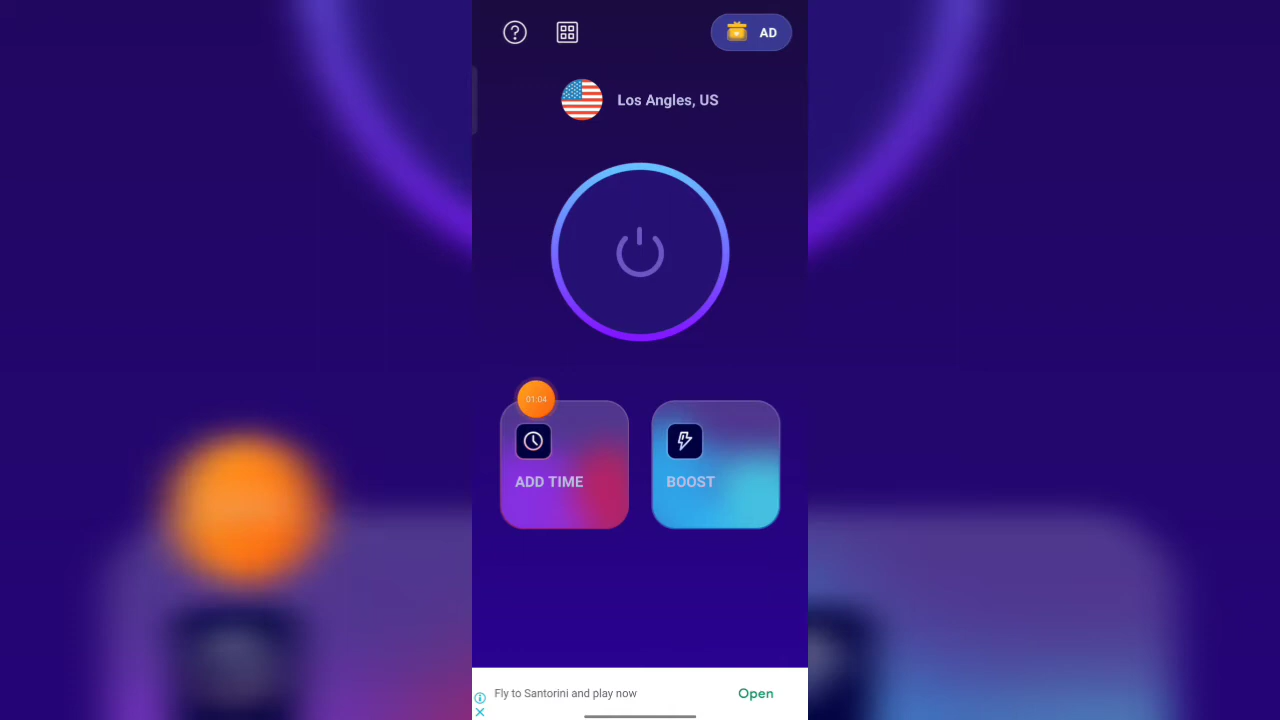 AD
Los Angles, US
01:04
ADD TIME
BOOST
Fly to Santorini and play now
Open